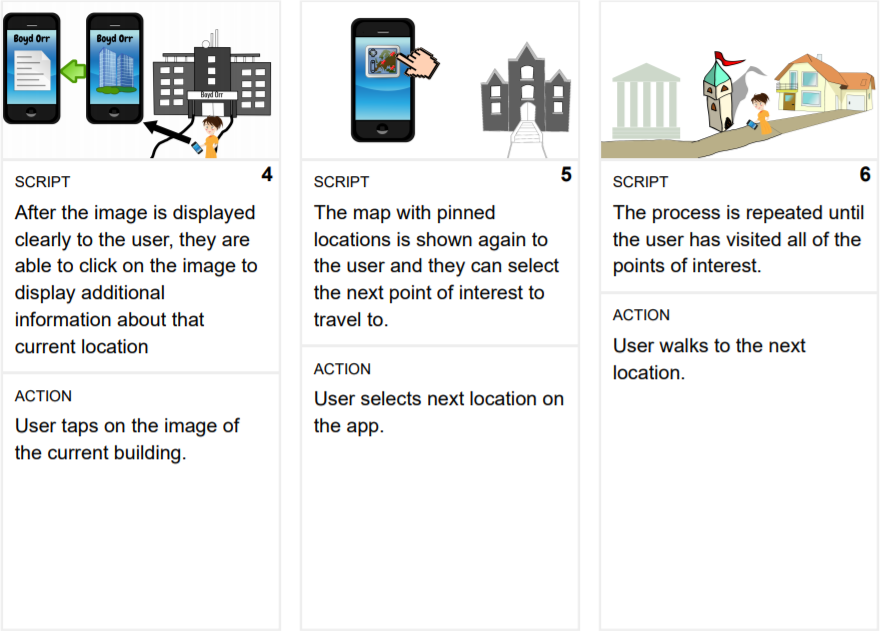 Boyd Orr
Boyd Orr
Boyd Orr
SCRIPT
4
After the image is displayed
clearly to the user, they are
able to click on the image to
display additional
information about that
current location
ACTION
User taps on the image of
the current building.
SCRIPT
5
The map with pinned
locations is shown again to
the user and they can select
the next point of interest to
travel to.
ACTION
User selects next location on
the app.
SCRIPT
6
The process is repeated until
the user has visited all of the
points of interest.
ACTION
User walks to the next
location.